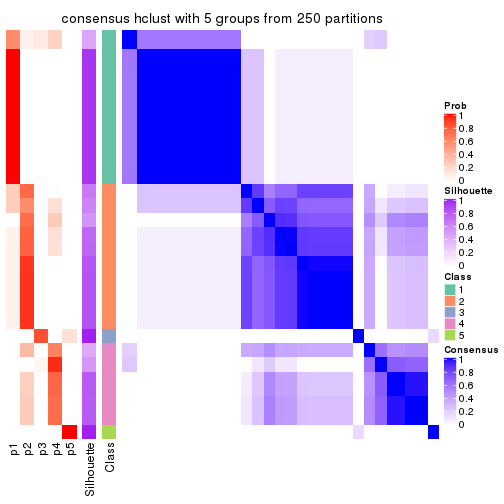 consensus hclust with 5 groups from 250 partitions
Prob
1
0.8
0.6
0.4
0.2
0
Silhouette
1
0.8
0.6
0.4
0.2
0
Class
1
2
3
4
5
Consensus
1
0.8
0.6
0.4
0.2
0
p1
p2
p3
p4
p5
Silhouette
Class